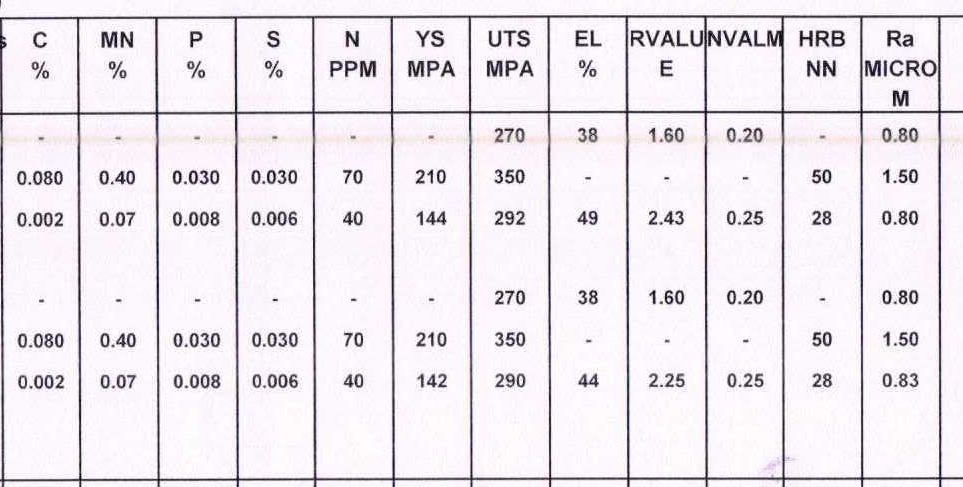 s C MN P S N YS UTS EL RVALU NVALM HRB Ra
% % % % PPM MPA MPA % E NN MICRO
M
- - - - - - 270 38 1.60 0.20 - 0.80
0.080 0.40 0.030 0.030 70 210 350 - - - 50 1.50
0.002 0.07 0.008 0.006 40 144 292 49 2.43 0.25 28 0.80
- - - - - - 270 38 1.60 0.20 - 0.80
0.080 0.40 0.030 0.030 70 210 350 - - - 50 1.50
0.002 0.07 0.008 0.006 40 142 290 44 2.25 0.25 28 0.83